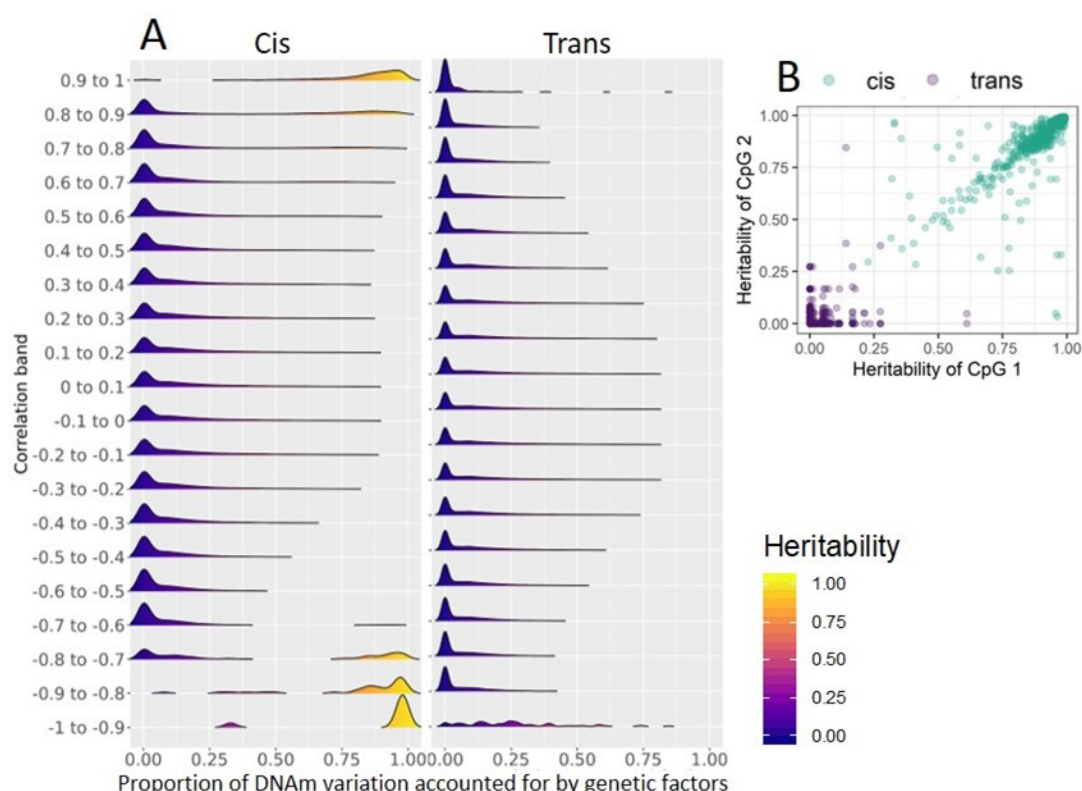 A
Cis
Trans
Correlation band
0.9 to 1
0.8 to 0.9
0.7 to 0.8
0.6 to 0.7
0.5 to 0.6
0.4 to 0.5
0.3 to 0.4
0.2 to 0.3
0.1 to 0.2
0 to 0.1
-0.1 to 0
-0.2 to -0.1
-0.3 to -0.2
-0.4 to -0.3
-0.5 to -0.4
-0.6 to -0.5
-0.7 to -0.6
-0.8 to -0.7
-0.9 to -0.8
-1 to -0.9
0.00 0.25 0.50 0.75 1.00 0.00 0.25 0.50 0.75 1.00
Proportion of DNAm variation accounted for by genetic factors
B
cis trans
Heritability of CpG 2
1.00
0.75
0.50
0.25
0.00
0.00 0.25 0.50 0.75 1.00
Heritability of CpG 1
Heritability
1.00
0.75
0.50
0.25
0.00